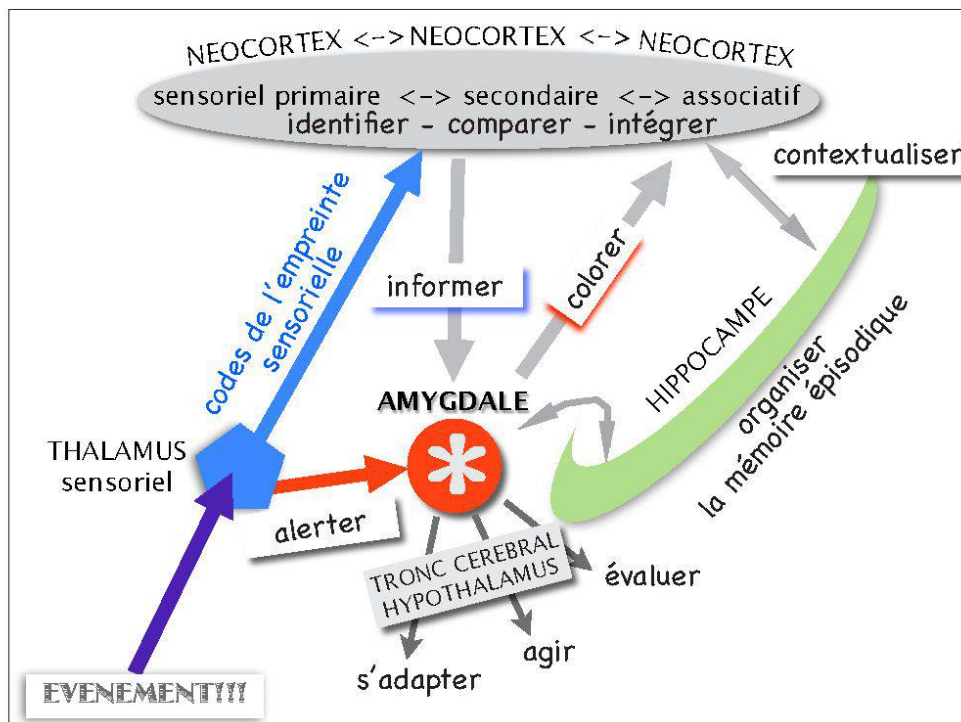 NEOCORTEX <-> NEOCORTEX <-> NEOCORTEX
sensoriel primaire <-> secondaire <-> associatif
identifier - comparer - intégrer
contextualiser
codes de l'empreinte
sensorielle
informer
colorer
HIPPOCAMPE
organiser
la mémoire épisodique
AMYGDALE
THALAMUS
sensoriel
alerter
TRONC CEREBRAL
HYPOTHALAMUS
évaluer
agir
s'adapter
EVENEMENT!!!